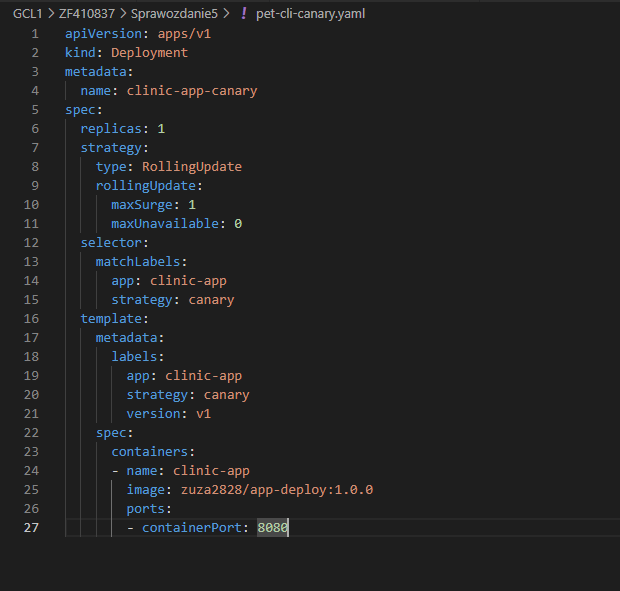 GCL1 > ZF410837 > Sprawozdanie5 > ! pet-cli-canary.yaml
1 apiVersion: apps/v1
2 kind: Deployment
3 metadata:
4   name: clinic-app-canary
5 spec:
6   replicas: 1
7   strategy:
8     type: RollingUpdate
9     rollingUpdate:
10       maxSurge: 1
11       maxUnavailable: 0
12   selector:
13     matchLabels:
14       app: clinic-app
15       strategy: canary
16   template:
17     metadata:
18       labels:
19         app: clinic-app
20         strategy: canary
21         version: v1
22     spec:
23       containers:
24       - name: clinic-app
25         image: zuza2828/app-deploy:1.0.0
26         ports:
27         - containerPort: 8080